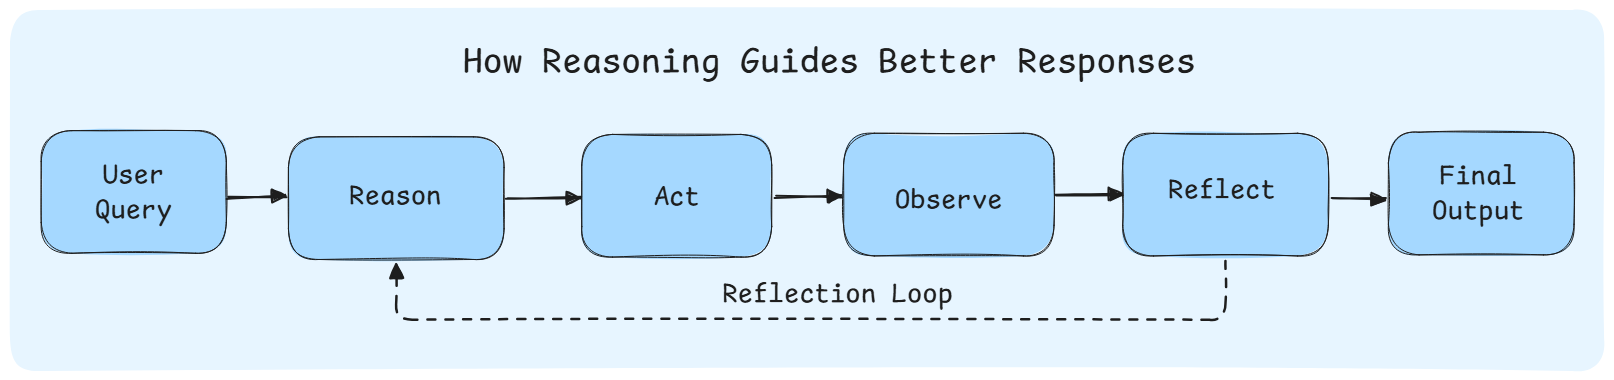 How Reasoning Guides Better Responses
User
Query
Reason
Act
Observe
Reflect
Final
Output
Reflection Loop